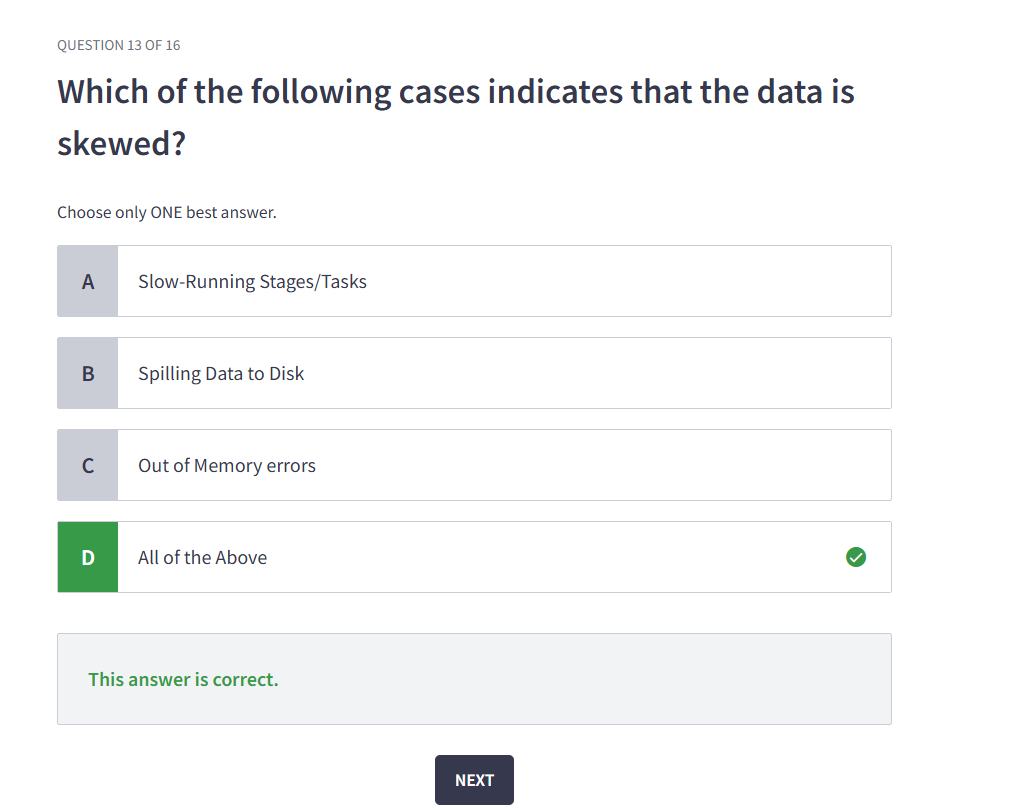 QUESTION 13 OF 16
Which of the following cases indicates that the data is
skewed?
Choose only ONE best answer.
A Slow-Running Stages/Tasks
B Spilling Data to Disk
C Out of Memory errors
D All of the Above
This answer is correct.
NEXT